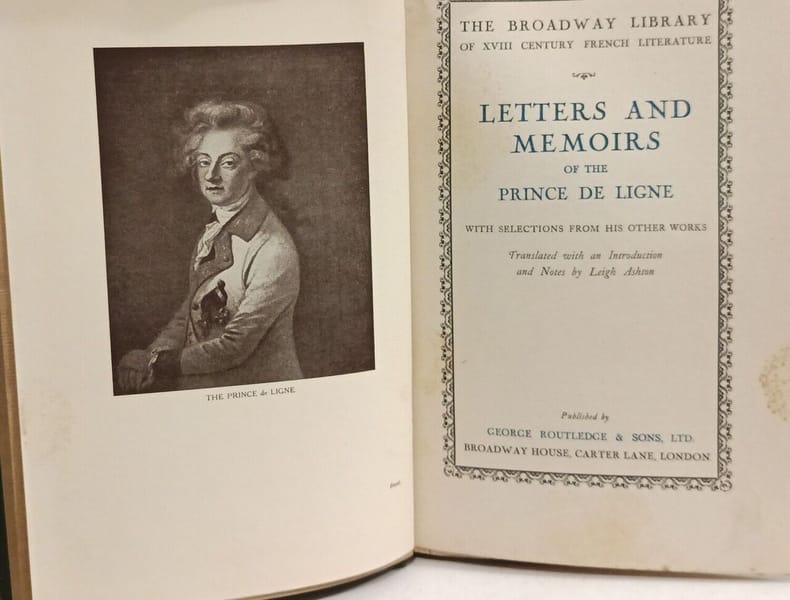 THE PRINCE de LIGNE
THE BROADWAY LIBRARY
OF XVIII CENTURY FRENCH LITERATURE
LETTERS AND
MEMOIRS
OF THE
PRINCE DE LIGNE
WITH SELECTIONS FROM HIS OTHER WORKS
Translated with an Introduction
and Notes by Leigh Ashton
Published by
GEORGE ROUTLEDGE & SONS, LTD.
BROADWAY HOUSE, CARTER LANE, LONDON